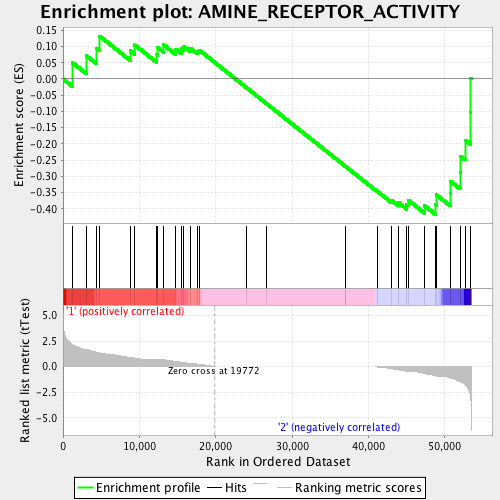 Enrichment plot: AMINE_RECEPTOR_ACTIVITY
Enrichment score (ES)
0.15
0.10
0.05
0.00
-0.05
-0.10
-0.15
-0.20
-0.25
-0.30
-0.35
-0.40
'1' (positively correlated)
Ranked list metric (tTest)
5.0
2.5
0.0
-2.5
-5.0
Zero cross at 19772
'2' (negatively correlated)
0 10,000 20,000 30,000 40,000 50,000
Rank in Ordered Dataset
Enrichment profile Hits Ranking metric scores